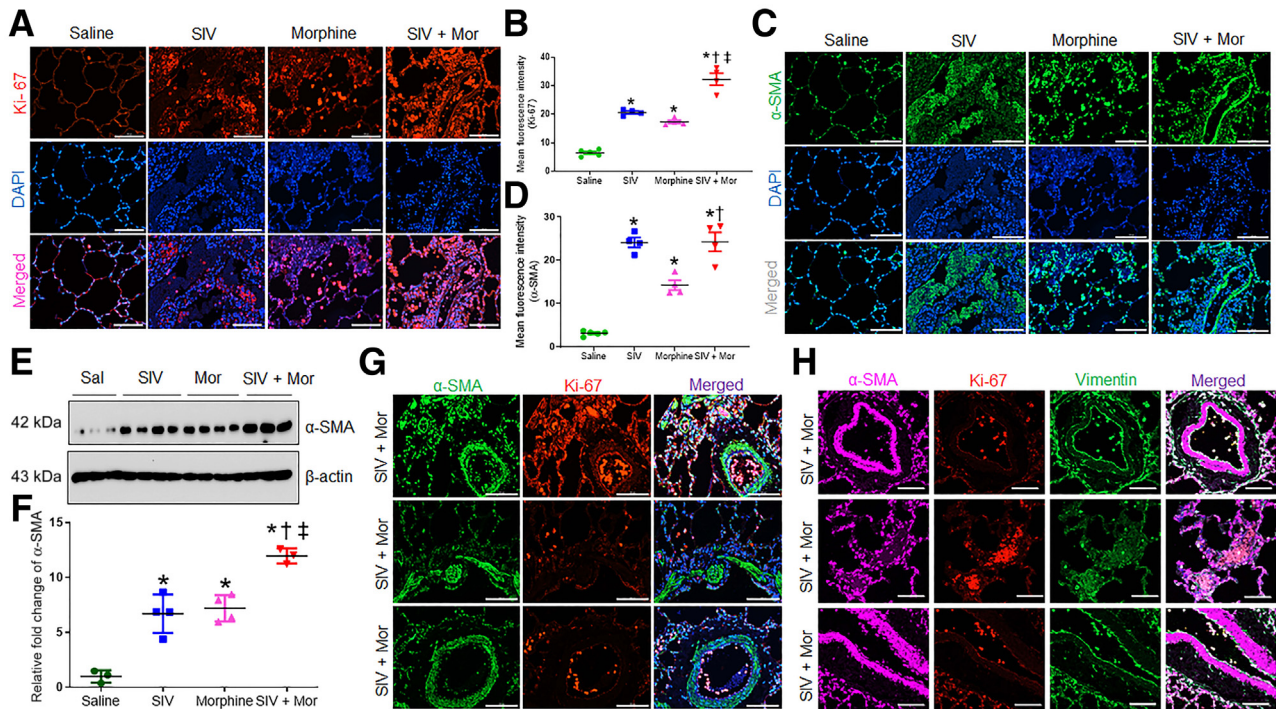 A
Saline SIV Morphine SIV + Mor
Ki- 67
DAPI
Merged
B
Mean fluorescence intensity
(Ki-67)
40
30
20
10
0
*
*
*†‡
Saline SIV Morphine SIV + Mor
C
Saline SIV Morphine SIV + Mor
α-SMA
DAPI
Merged
D
Mean fluorescence intensity
(α-SMA)
30
20
10
0
*
*
*†
Saline SIV Morphine SIV + Mor
E
Sal SIV Mor SIV + Mor
42 kDa α-SMA
43 kDa β-actin
F
Relative fold change of α-SMA
15
10
5
0
*
*
*†‡
Saline SIV Morphine SIV + Mor
G
α-SMA Ki-67 Merged
SIV + Mor
SIV + Mor
SIV + Mor
H
α-SMA Ki-67 Vimentin Merged
SIV + Mor
SIV + Mor
SIV + Mor